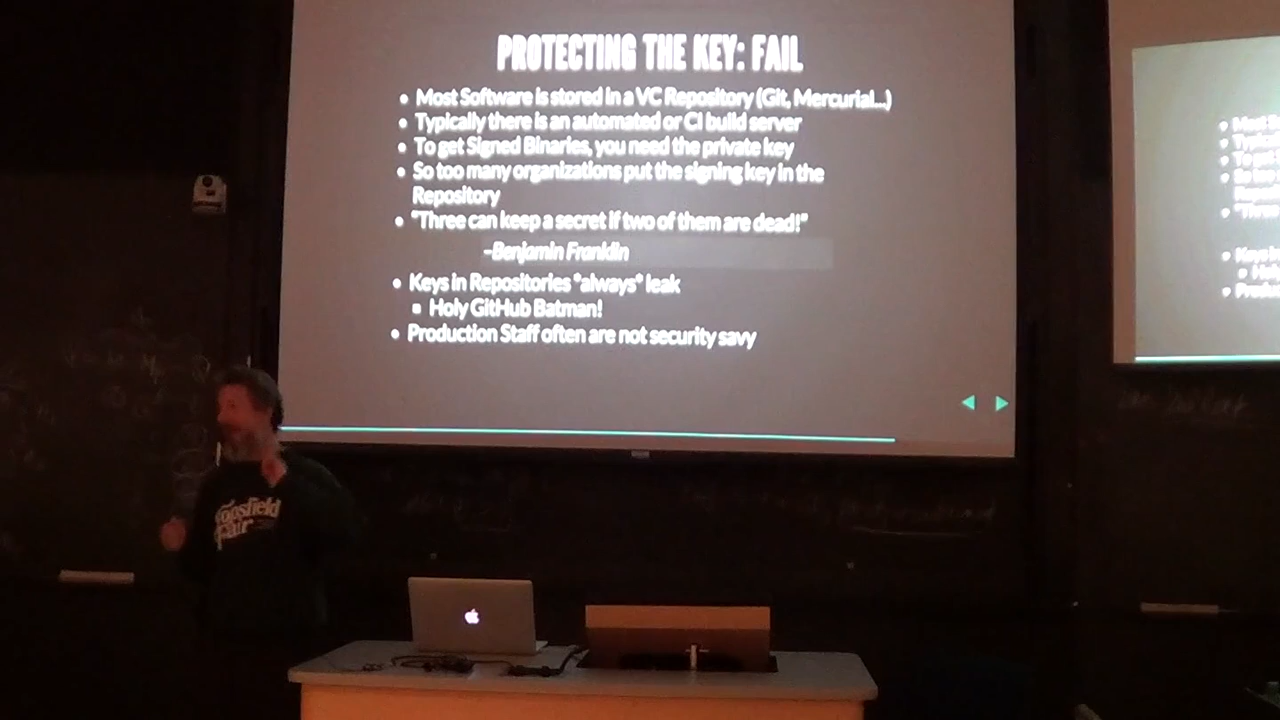 PROTECTING THE KEY: FAIL
• Most Software is stored in a VC Repository (Git, Mercurial...)
• Typically there is an automated or CI build server
• To get Signed Binaries, you need the private key
• So too many organizations put the signing key in the
Repository
• "Three can keep a secret if two of them are dead!"
–Benjamin Franklin
• Keys in Repositories *always* leak
▪ Holy GitHub Batman!
• Production Staff often are not security savy
Topsfield
Fair